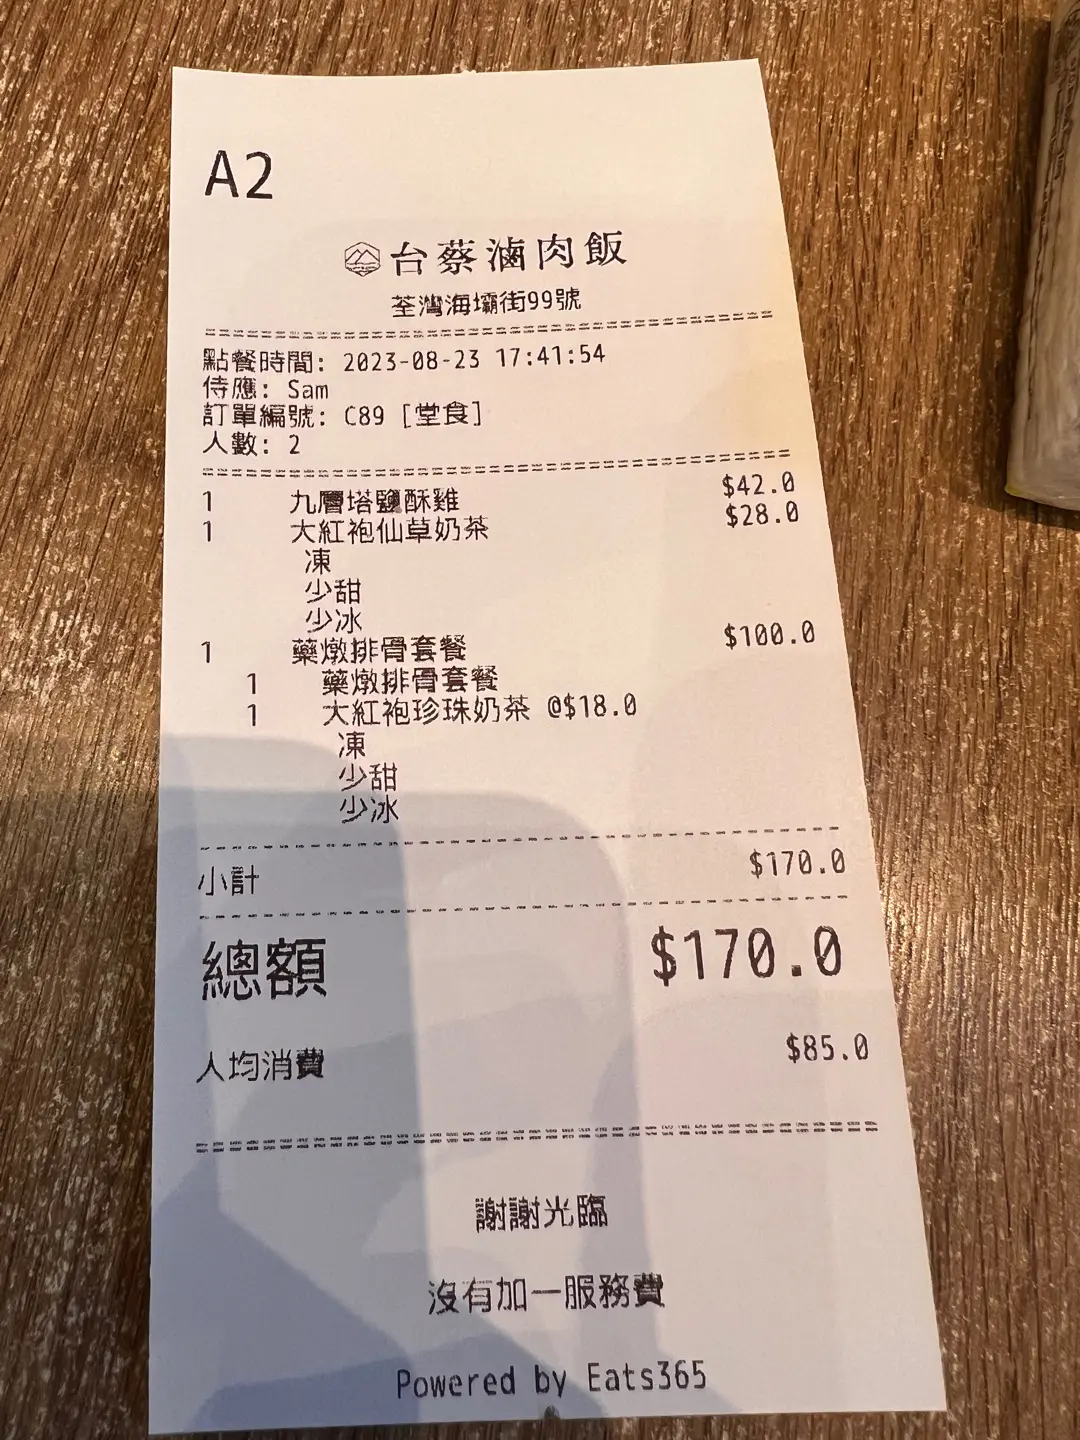 A2
台蔡滷肉飯
荃灣海壩街99號
點餐時間: 2023-08-23 17:41:54
侍應: Sam
訂單編號: C89 [堂食]
人數: 2
1 九層塔鹽酥雞 $42.0
1 大紅袍仙草奶茶 $28.0
凍
少甜
少冰
1 藥燉排骨套餐 $100.0
1 藥燉排骨套餐
1 大紅袍珍珠奶茶 @$18.0
凍
少甜
少冰
小計 $170.0
總額 $170.0
人均消費 $85.0
謝謝光臨
沒有加一服務費
Powered by Eats365